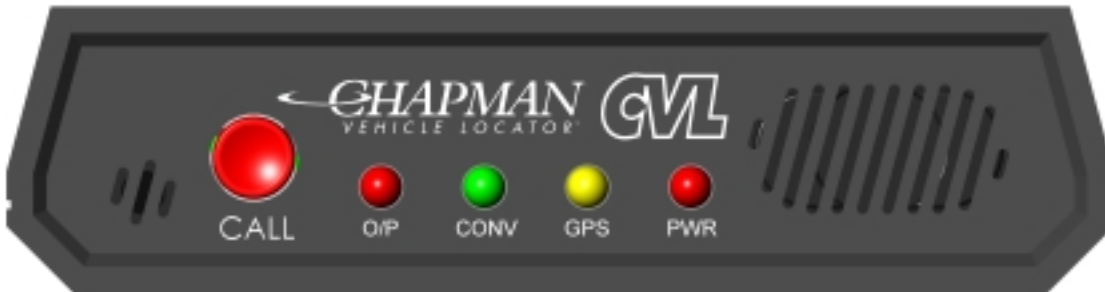 CHAPMAN CVL
VEHICLE LOCATOR
CALL O/P CONV GPS PWR